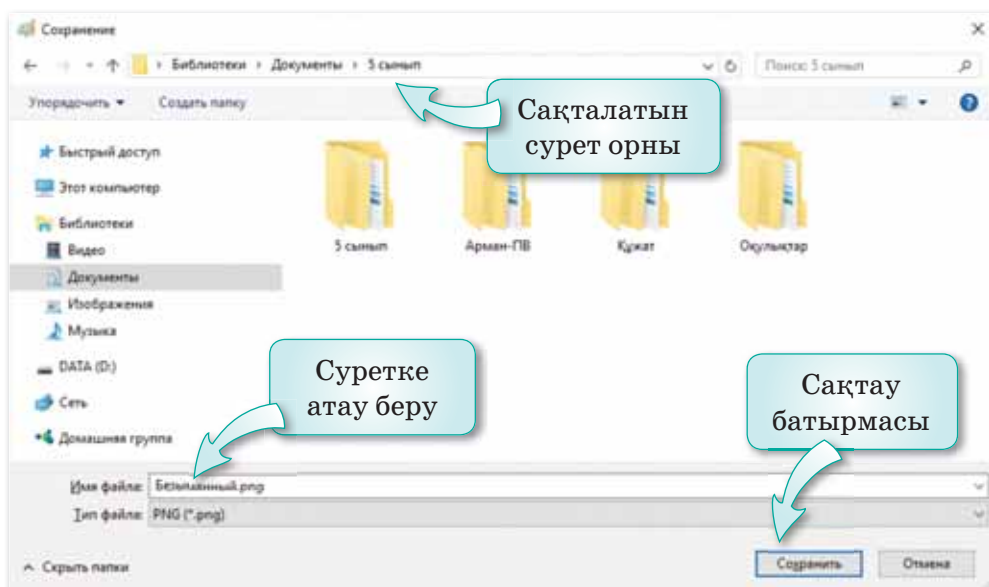 Сохранение
Библиотеки › Документы › 5 сынып
Поиск: 5 сынып
Упорядочить
Создать папку
Сақталатын
сурет орны
Быстрый доступ
Этот компьютер
Библиотеки
Видео
Документы
Изображения
Музыка
DATA (D:)
Сеть
Домашняя группа
5 сынып
Арман-ПВ
Құжат
Оқулықтар
Суретке
атау беру
Сақтау
батырмасы
Имя файла: Безымянный.png
Тип файла: PNG (*.png)
Скрыть папки
Сохранить
Отмена